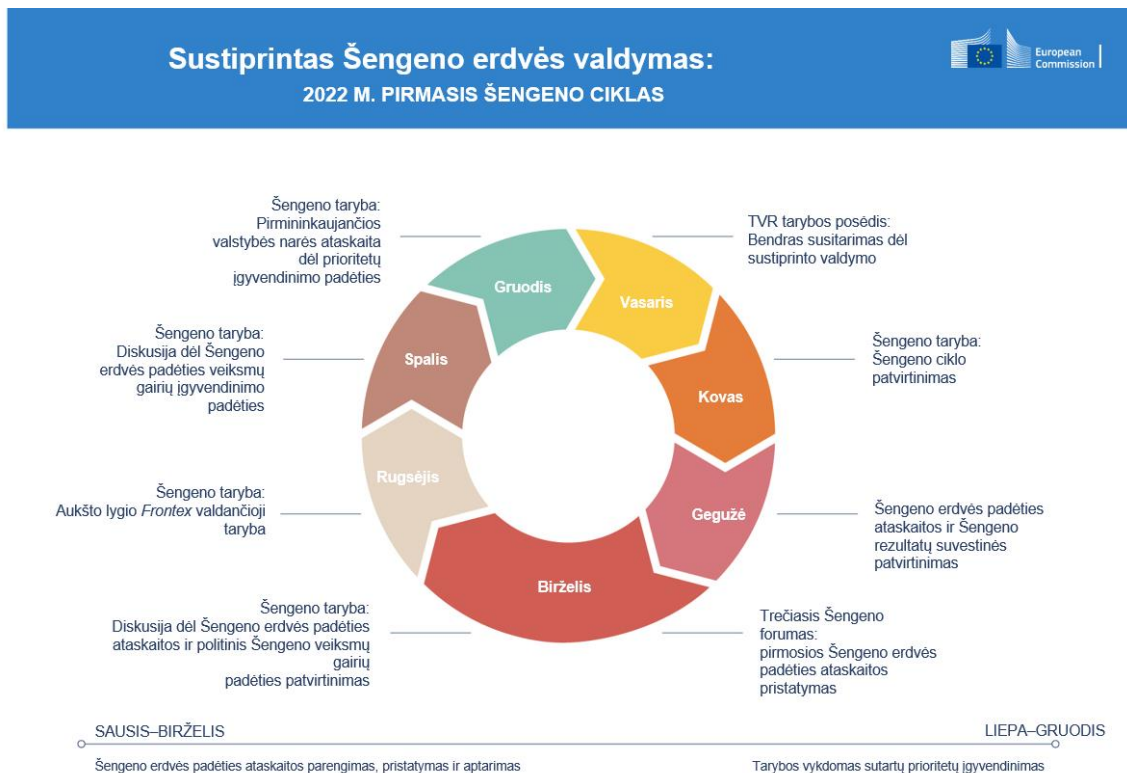 Sustiprintas Šengeno erdvės valdymas:
2022 M. PIRMASIS ŠENGENO CIKLAS
European
Commission
Šengeno taryba:
Pirmininkaujančios
valstybės narės ataskaita
dėl prioritetų
įgyvendinimo padėties
TVR tarybos posėdis:
Bendras susitarimas dėl
sustiprinto valdymo
Gruodis
Vasaris
Šengeno taryba:
Diskusija dėl Šengeno
erdvės padėties veiksmų
gairių įgyvendinimo
padėties
Spalis
Kovas
Šengeno taryba:
Šengeno ciklo
patvirtinimas
Šengeno taryba:
Aukšto lygio Frontex valdančioji
taryba
Rugsėjis
Gegužė
Šengeno erdvės padėties
ataskaitos ir Šengeno
rezultatų suvestinės
patvirtinimas
Birželis
Šengeno taryba:
Diskusija dėl Šengeno erdvės padėties
ataskaitos ir politinis Šengeno veiksmų
gairių
padėties patvirtinimas
Trečiasis Šengeno
forumas:
pirmosios Šengeno erdvės
padėties ataskaitos
pristatymas
SAUSIS–BIRŽELIS
LIEPA–GRUODIS
Šengeno erdvės padėties ataskaitos parengimas, pristatymas ir aptarimas
Tarybos vykdomas sutartų prioritetų įgyvendinimas